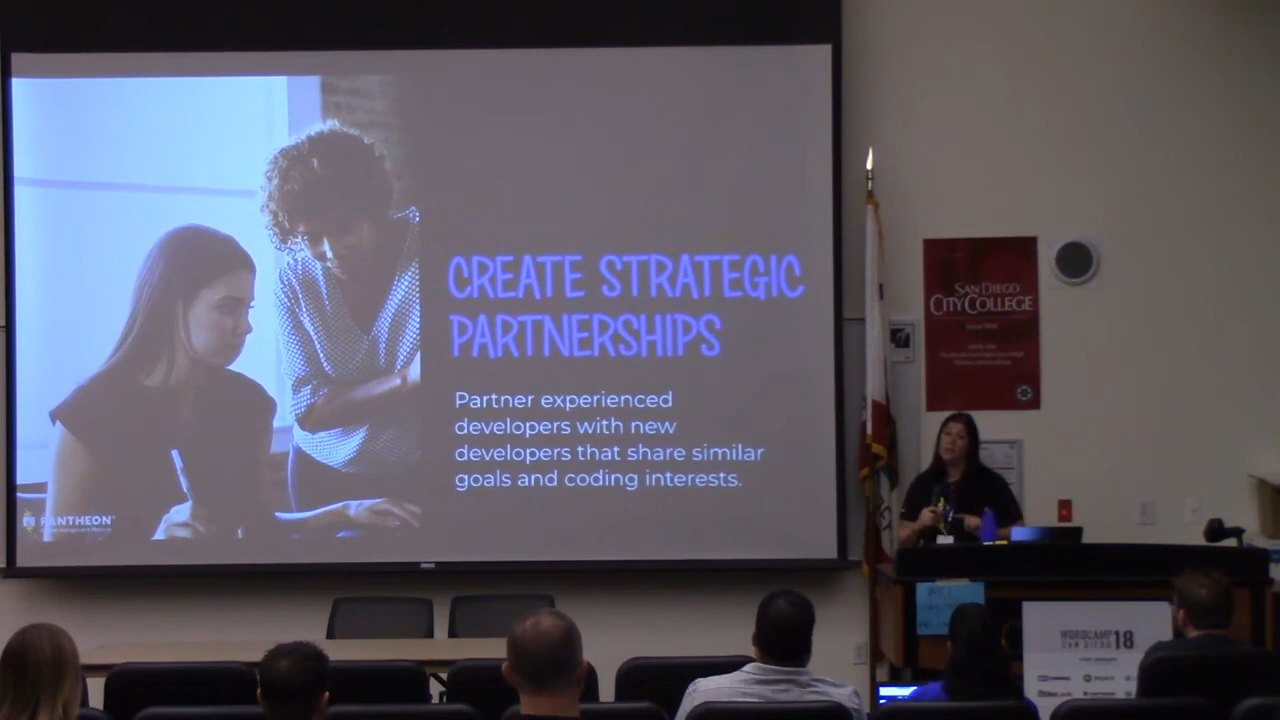 CREATE STRATEGIC
PARTNERSHIPS
Partner experienced
developers with new
developers that share similar
goals and coding interests.
PANTHEON
SAN DIEGO
CITY COLLEGE
WORDCAMP
SAN DIEGO
18